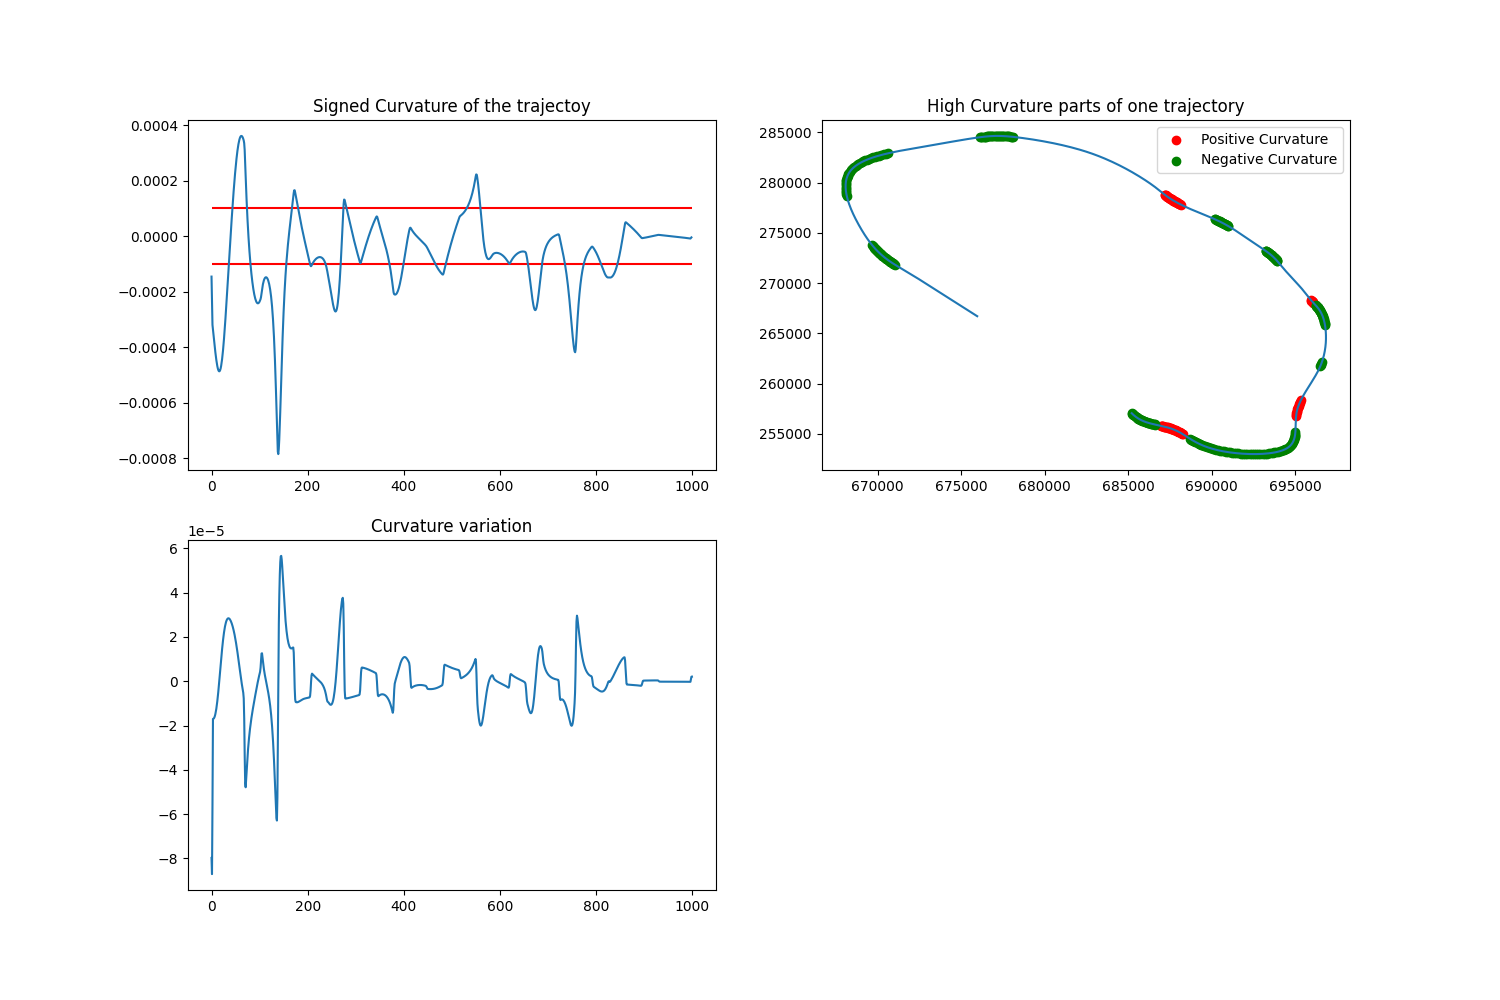 Signed Curvature of the trajectoy
0.0004
0.0002
0.0000
−0.0002
−0.0004
−0.0006
−0.0008
0 200 400 600 800 1000
High Curvature parts of one trajectory
Positive Curvature
Negative Curvature
285000
280000
275000
270000
265000
260000
255000
670000 675000 680000 685000 690000 695000
Curvature variation
1e−5
6
4
2
0
−2
−4
−6
−8
0 200 400 600 800 1000